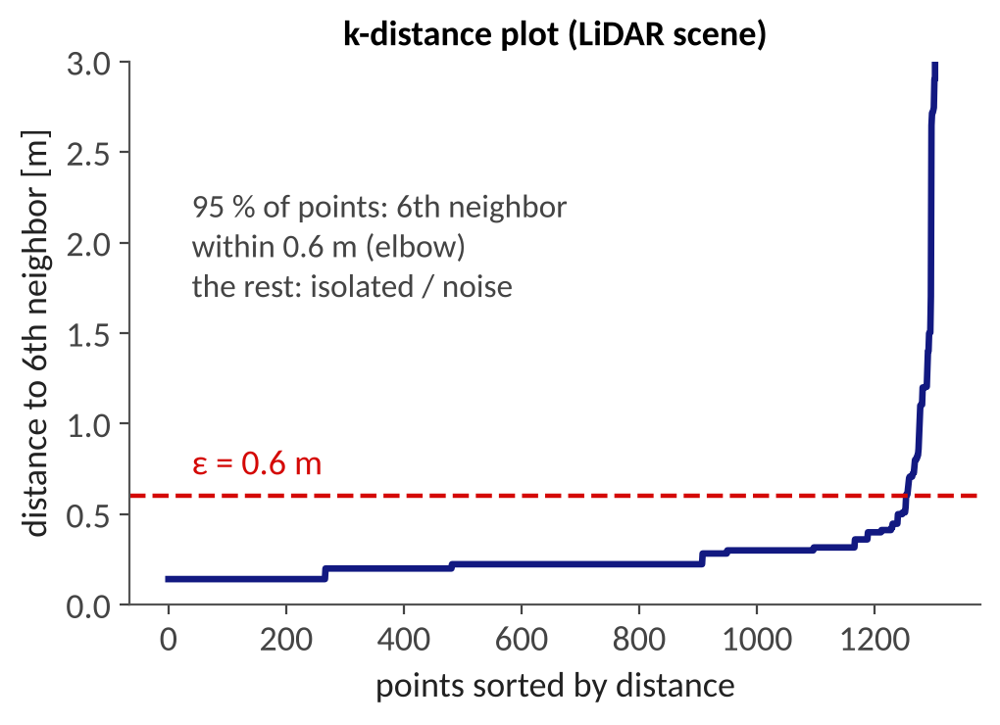 k-distance plot (LiDAR scene)
distance to 6th neighbor [m]
3.0
2.5
2.0
1.5
1.0
0.5
0.0
95 % of points: 6th neighbor
within 0.6 m (elbow)
the rest: isolated / noise
ε = 0.6 m
0 200 400 600 800 1000 1200
points sorted by distance